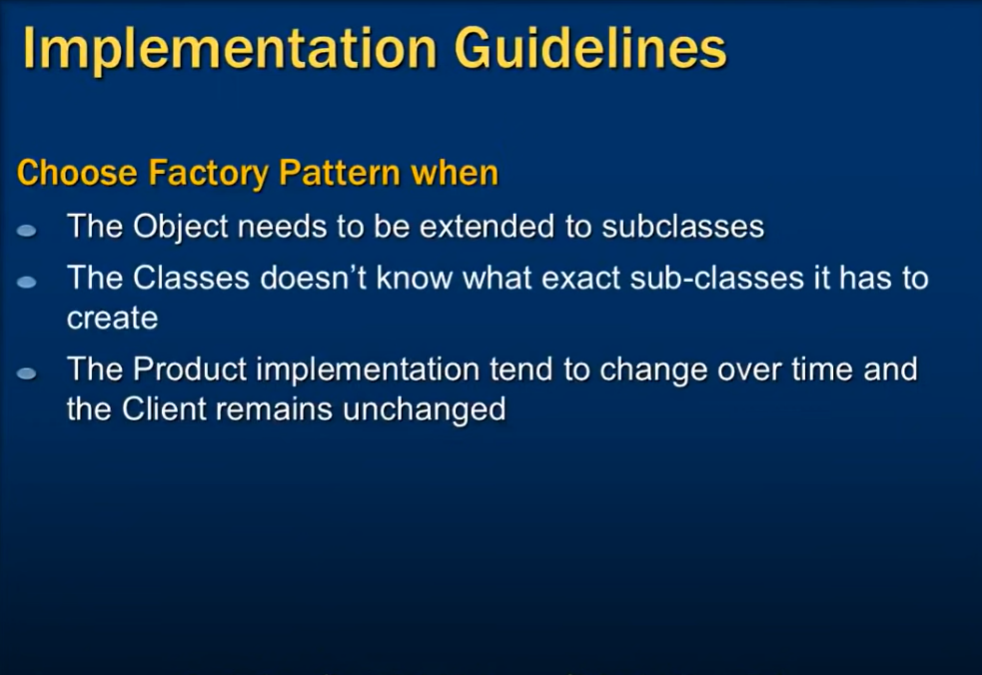 Implementation Guidelines
Choose Factory Pattern when
The Object needs to be extended to subclasses
The Classes doesn't know what exact sub-classes it has to
create
The Product implementation tend to change over time and
the Client remains unchanged